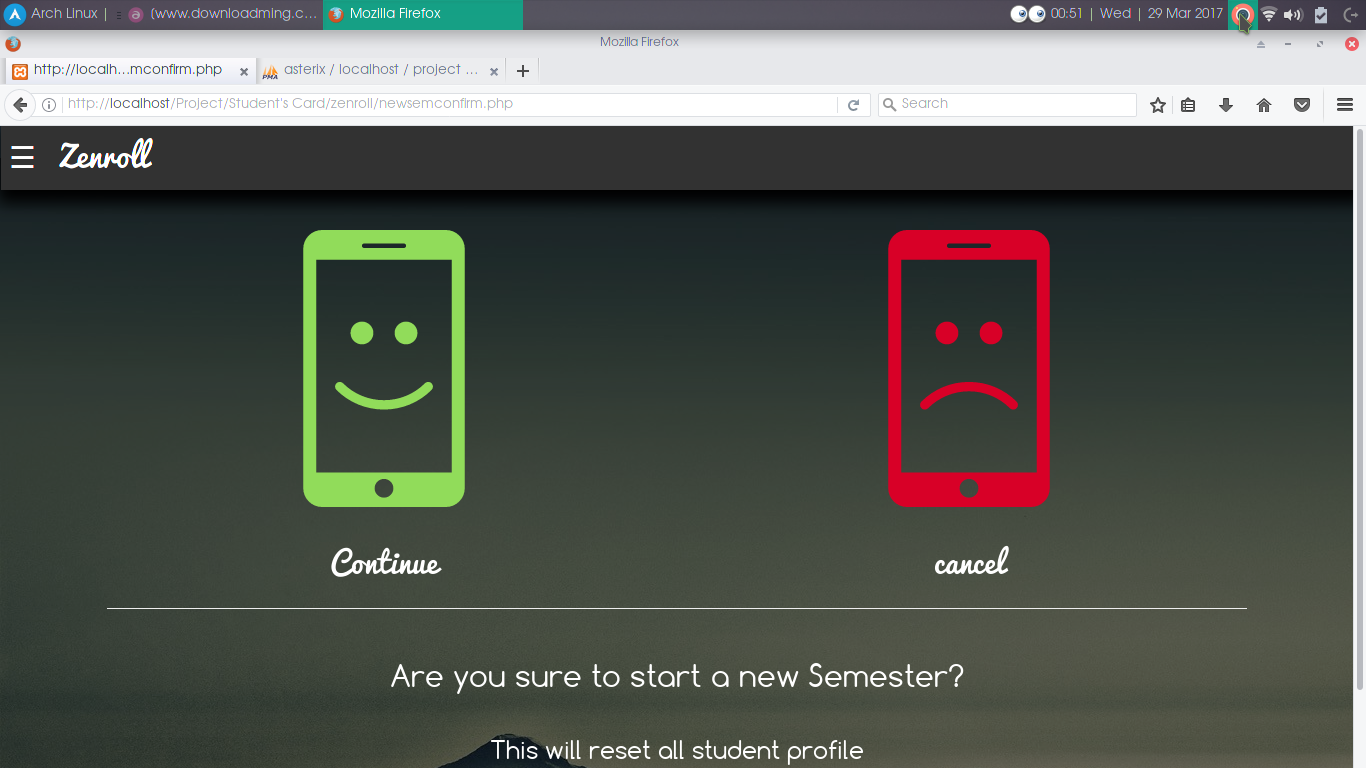 Arch Linux | [www.downloadming.c... Mozilla Firefox 00:51 | Wed | 29 Mar 2017
Mozilla Firefox
http://localh...mconfirm.php asterix / localhost / project ...
http://localhost/Project/Student's Card/zenroll/newsemconfirm.php Search
Zenroll
Continue cancel
Are you sure to start a new Semester?
This will reset all student profile